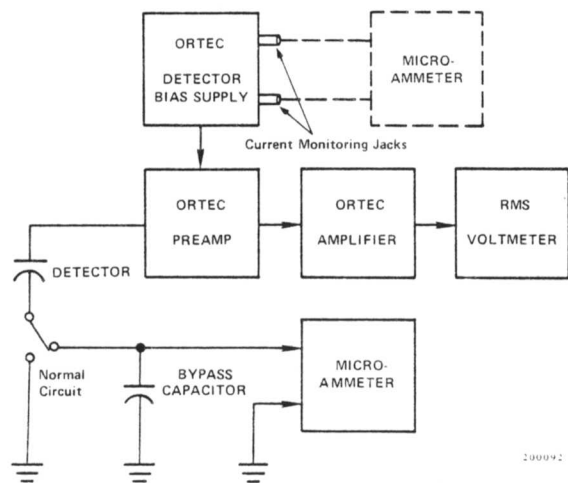 ORTEC
DETECTOR
BIAS SUPPLY
MICRO-
AMMETER
Current Monitoring Jacks
ORTEC
PREAMP
ORTEC
AMPLIFIER
RMS
VOLTMETER
DETECTOR
Normal
Circuit
BYPASS
CAPACITOR
MICRO-
AMMETER
200092